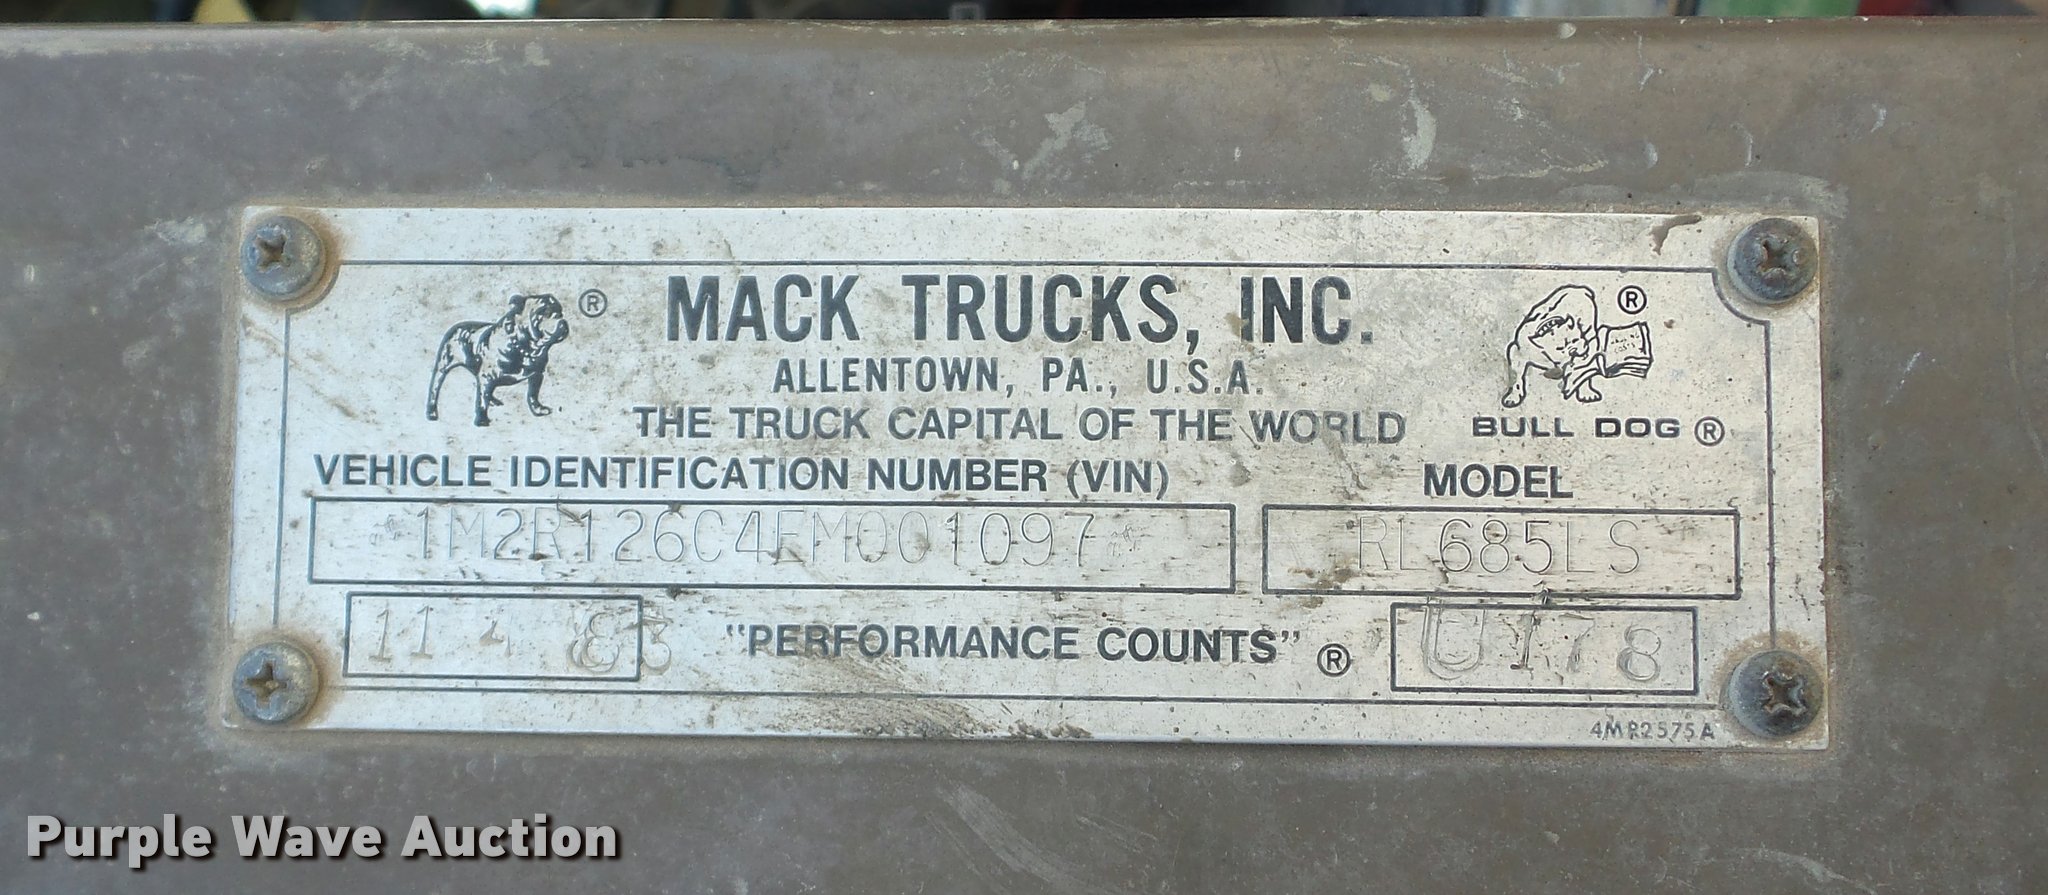 ® MACK TRUCKS, INC. ®
ALLENTOWN, PA., U.S.A.
THE TRUCK CAPITAL OF THE WORLD
BULL DOG ®
VEHICLE IDENTIFICATION NUMBER (VIN)
MODEL
*1M2R126C4EM001097*
RL685LS
11 4 83
"PERFORMANCE COUNTS" ®
U178
4MR2575A
Purple Wave Auction